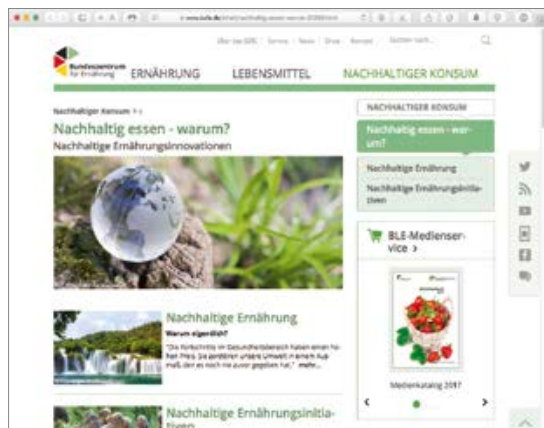 Über das BZfE | Service | News | Shop | Kontakt
Bundeszentrum
für Ernährung
ERNÄHRUNG
LEBENSMITTEL
NACHHALTIGER KONSUM
Nachhaltiger Konsum
Nachhaltig essen - warum?
Nachhaltige Ernährungsinnovationen
Nachhaltige Ernährung
Warum eigentlich?
"Die Fortschritte im Gesundheitsbereich haben einen ho-
hen Preis. Sie zerstören unsere Umwelt in einem Aus-
maß, den es noch nie zuvor gegeben hat." mehr...
Nachhaltige Ernährungsinitia-
tiven
NACHHALTIGER KONSUM
Nachhaltig essen - war-
um?
Nachhaltige Ernährung
Nachhaltige Ernährungsinitia-
tiven
BLE-Medienser-
vice >
Medienkatalog 2017